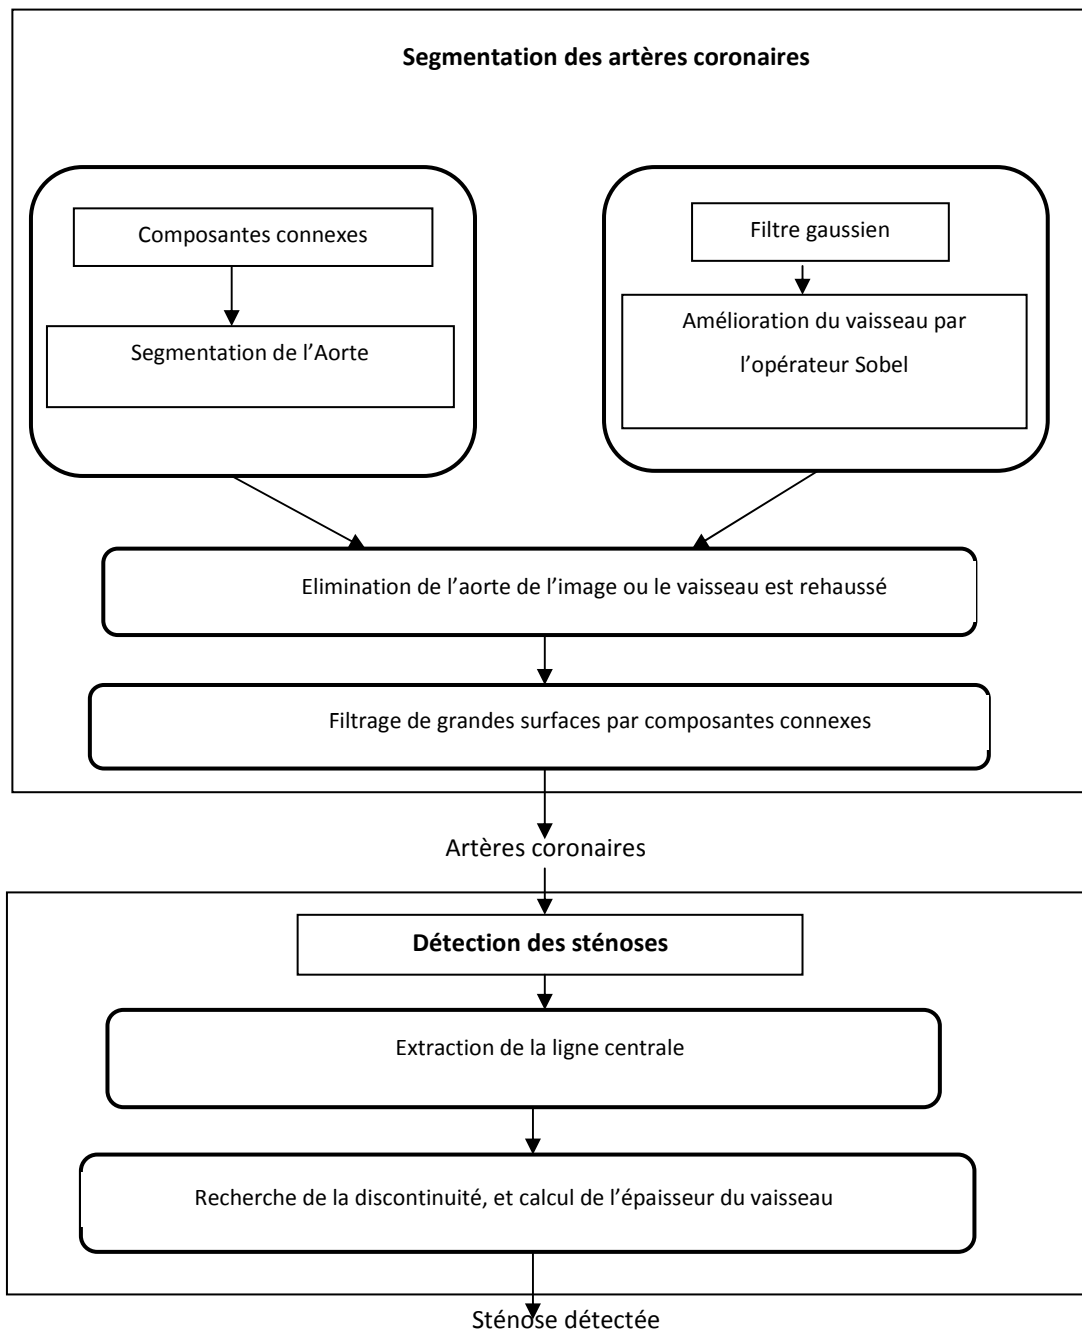 Segmentation des artères coronaires
Composantes connexes
Segmentation de l’Aorte
Filtre gaussien
Amélioration du vaisseau par
l’opérateur Sobel
Elimination de l’aorte de l’image ou le vaisseau est rehaussé
Filtrage de grandes surfaces par composantes connexes
Artères coronaires
Détection des sténoses
Extraction de la ligne centrale
Recherche de la discontinuité, et calcul de l’épaisseur du vaisseau
Sténose détectée